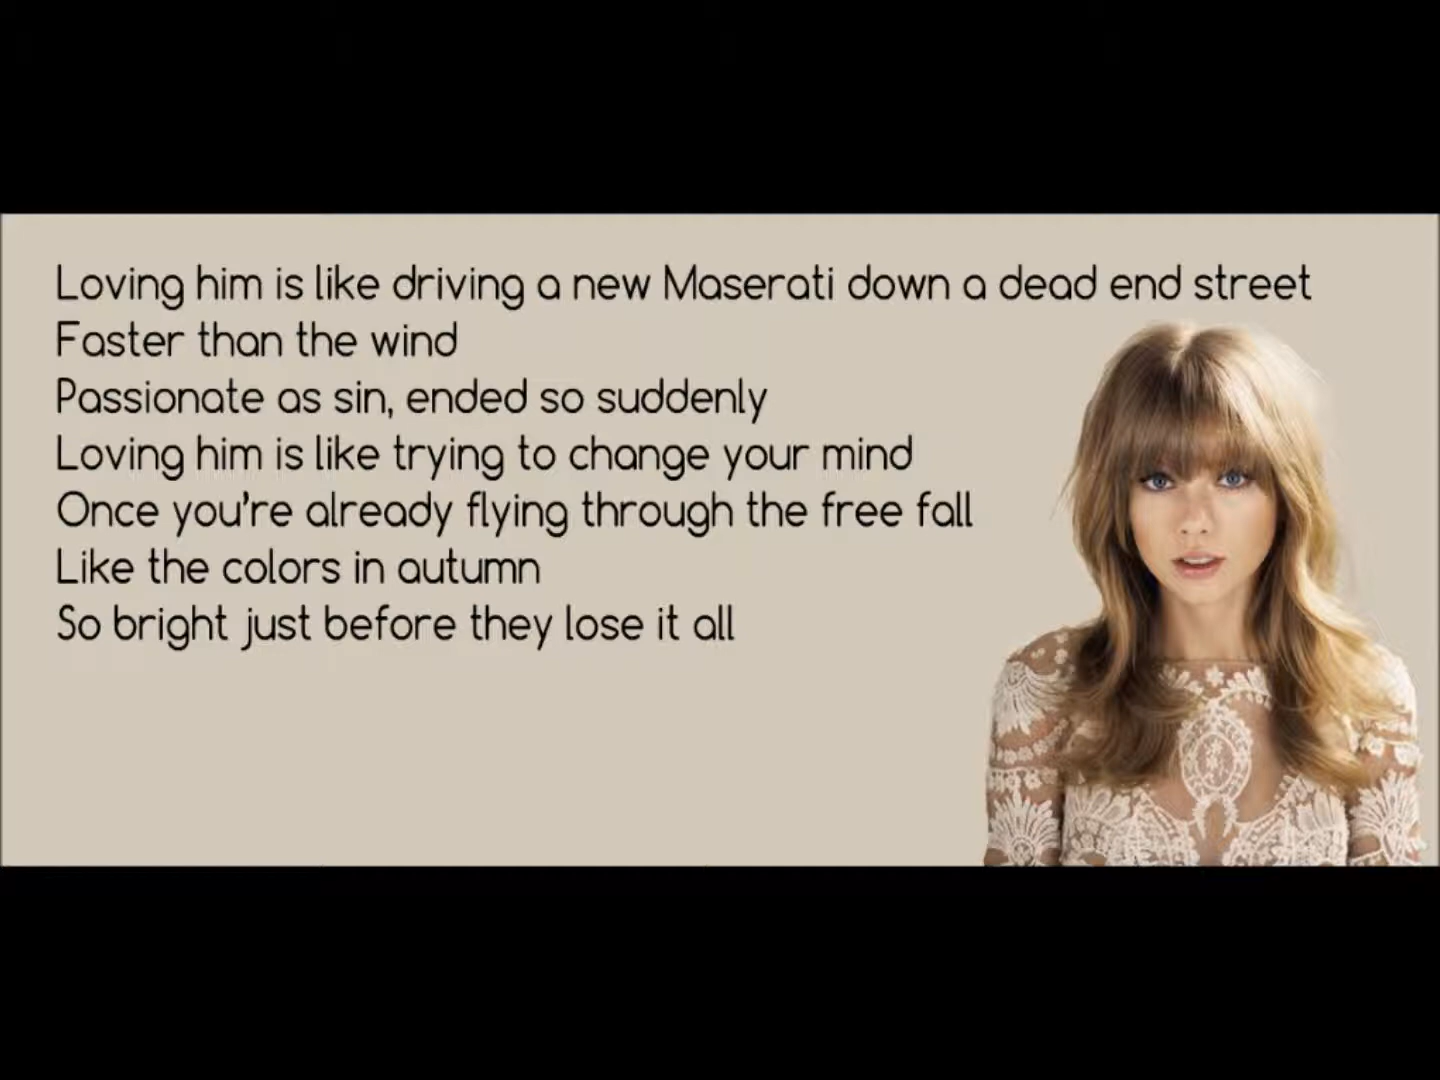 Loving him is like driving a new Maserati down a dead end street
Faster than the wind
Passionate as sin, ended so suddenly
Loving him is like trying to change your mind
Once you're already flying through the free fall
Like the colors in autumn
So bright just before they lose it all